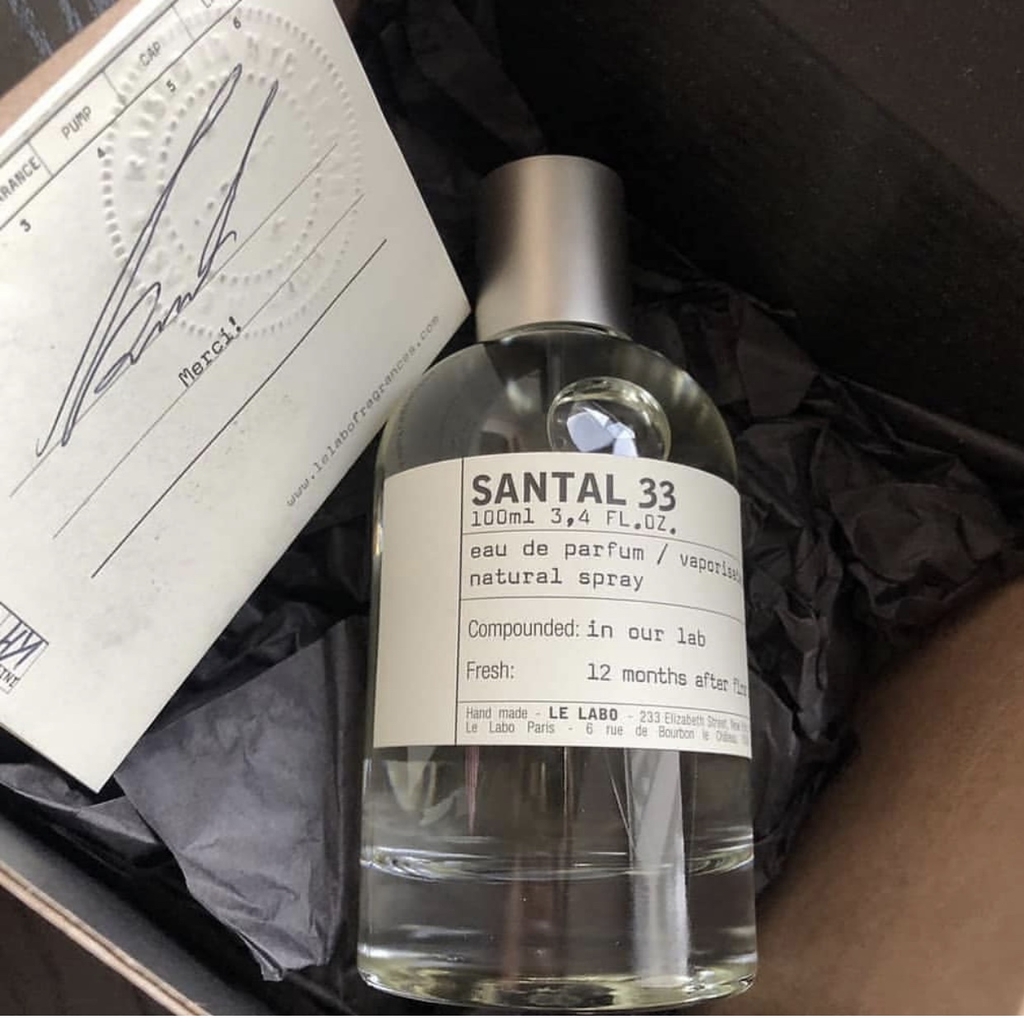 CAP
PUMP
3
4
5
6
Merci!
www.lelabofragrances.com
SANTAL 33
100ml 3,4 FL.OZ.
eau de parfum /
natural spray
Compounded: in our lab
Fresh: 12 months after
Hand made - LE LABO - 233 Elizabeth Street, New
Le Labo Paris - 6 rue de Bourbon le Château,